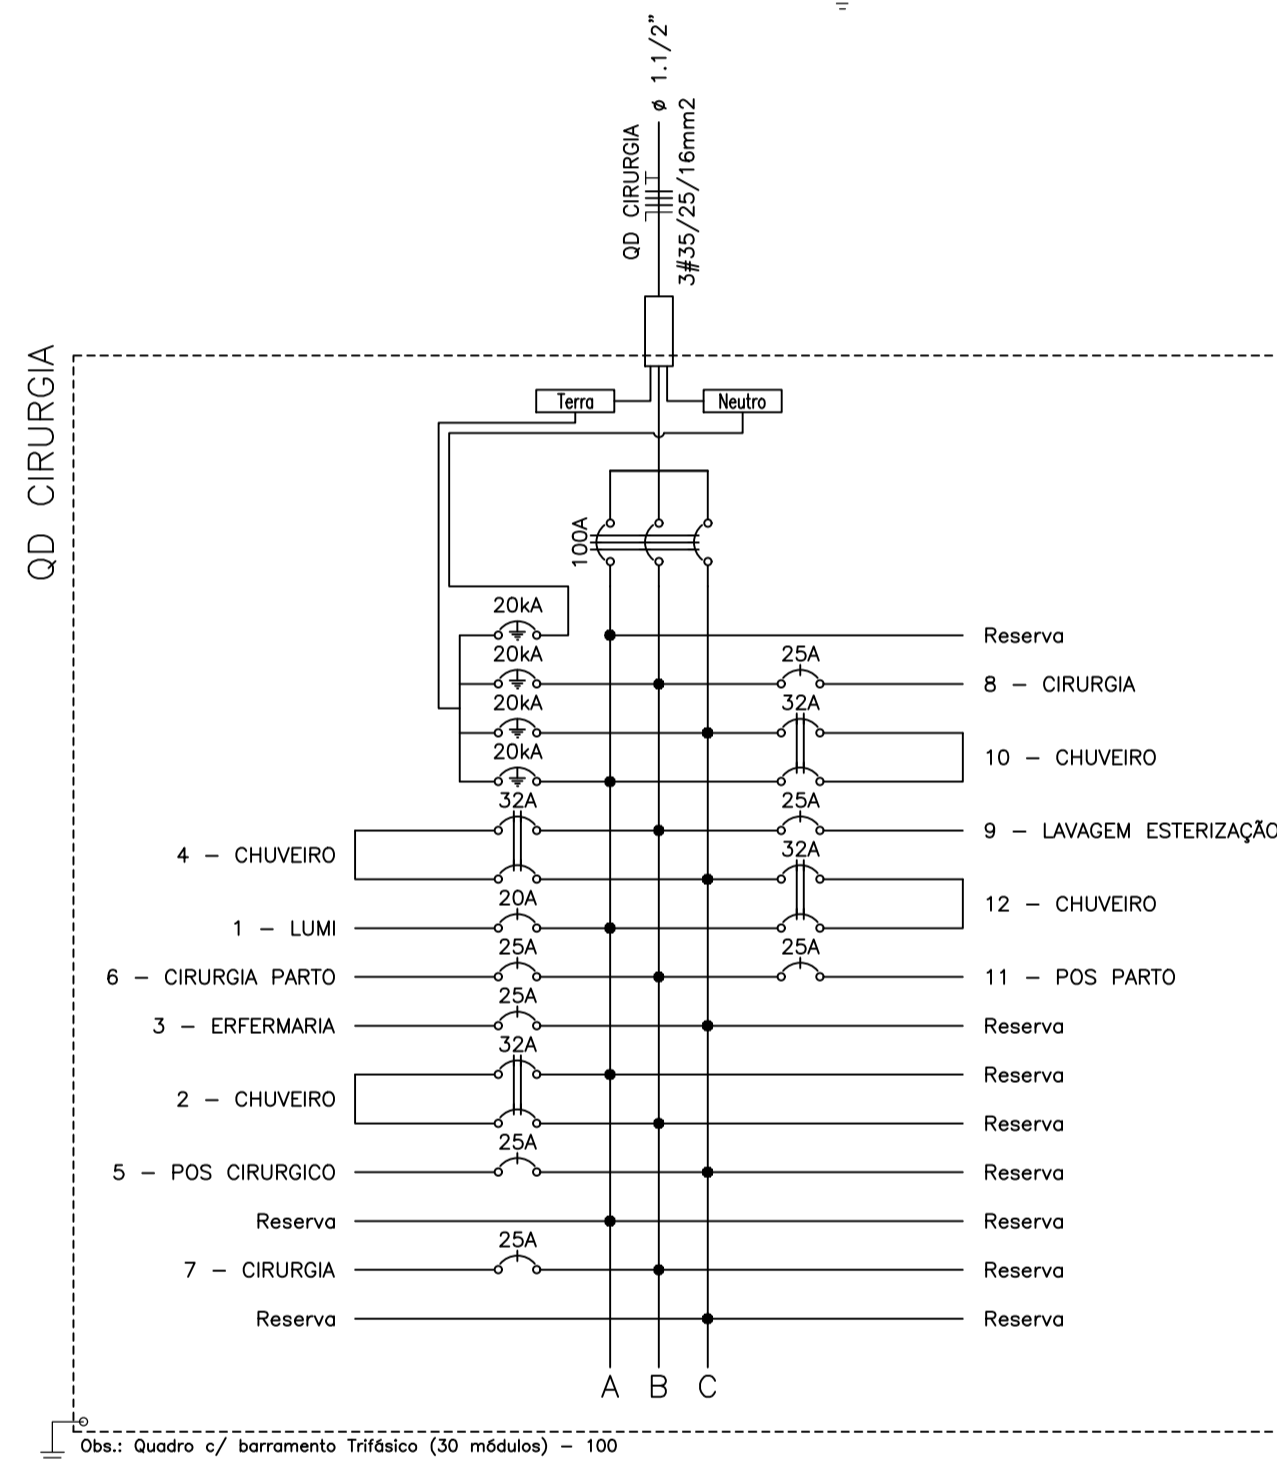 ø 1.1/2"
QD CIRURGIA
3#35/25/16mm2
QD CIRURGIA
Terra
Neutro
100A
20kA
Reserva
20kA
25A
8 - CIRURGIA
20kA
32A
10 - CHUVEIRO
20kA
32A
25A
9 - LAVAGEM ESTERIZAÇÃO
4 - CHUVEIRO
32A
20A
12 - CHUVEIRO
1 - LUMI
25A
25A
6 - CIRURGIA PARTO
11 - POS PARTO
25A
3 - ERFERMARIA
Reserva
32A
Reserva
2 - CHUVEIRO
Reserva
25A
5 - POS CIRURGICO
Reserva
Reserva
Reserva
25A
7 - CIRURGIA
Reserva
Reserva
Reserva
A B C
Obs.: Quadro c/ barramento Trifásico (30 módulos) - 100